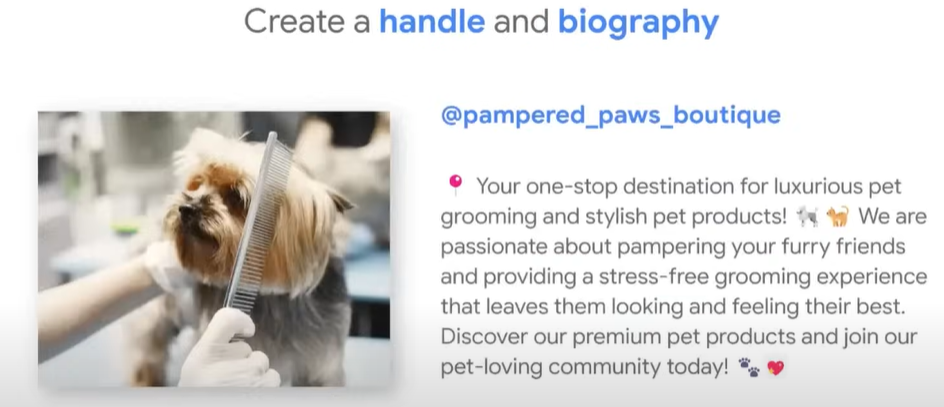 Create a handle and biography
@pampered_paws_boutique
📍 Your one-stop destination for luxurious pet
grooming and stylish pet products! 🐩 🐈 We are
passionate about pampering your furry friends
and providing a stress-free grooming experience
that leaves them looking and feeling their best.
Discover our premium pet products and join our
pet-loving community today! 🐾 💖